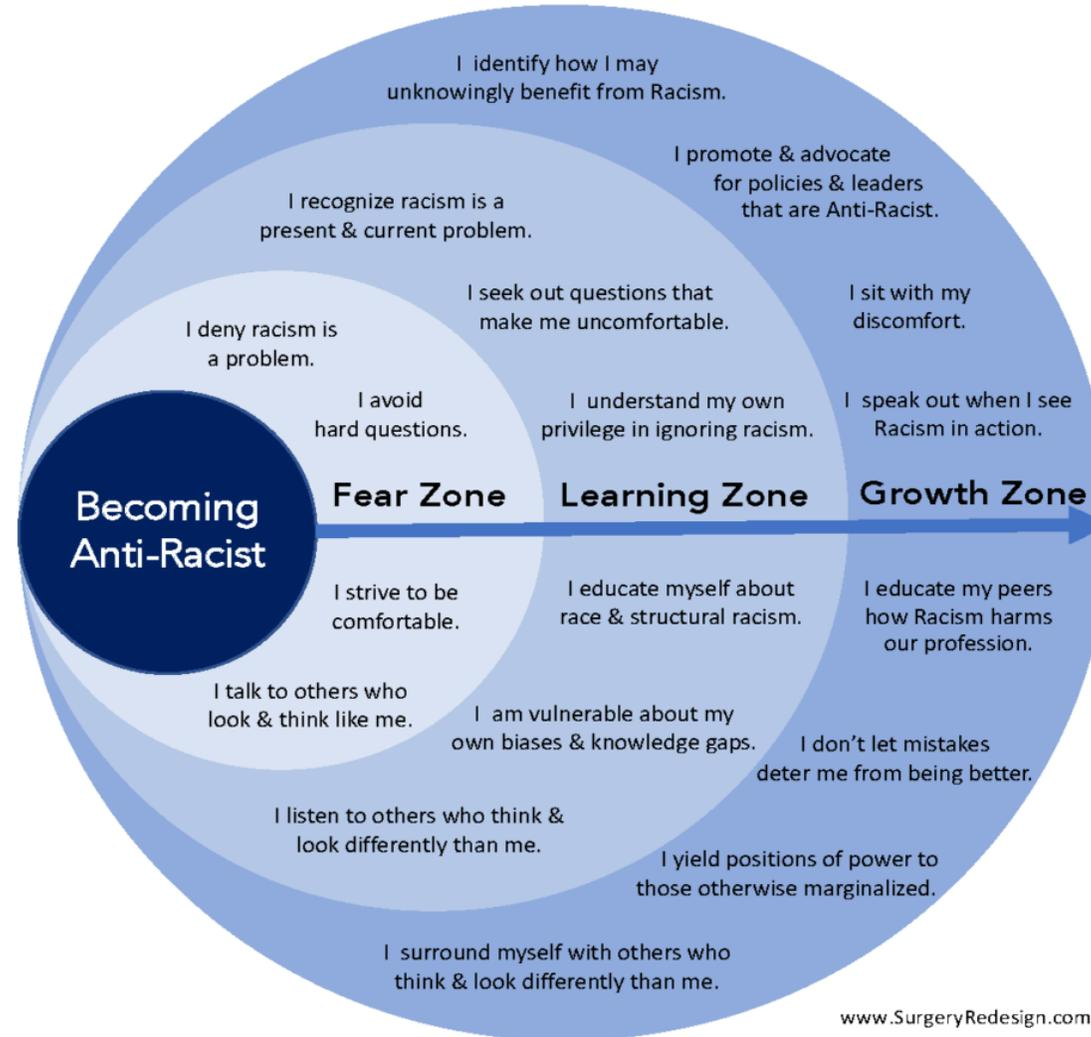 I identify how I may
unknowingly benefit from Racism.
I promote & advocate
for policies & leaders
that are Anti-Racist.
I recognize racism is a
present & current problem.
I seek out questions that
make me uncomfortable.
I sit with my
discomfort.
I deny racism is
a problem.
I avoid
hard questions.
I understand my own
privilege in ignoring racism.
I speak out when I see
Racism in action.
Becoming
Anti-Racist
Fear Zone
Learning Zone
Growth Zone
I strive to be
comfortable.
I educate myself about
race & structural racism.
I educate my peers
how Racism harms
our profession.
I talk to others who
look & think like me.
I am vulnerable about my
own biases & knowledge gaps.
I don't let mistakes
deter me from being better.
I listen to others who think &
look differently than me.
I yield positions of power to
those otherwise marginalized.
I surround myself with others who
think & look differently than me.
www.SurgeryRedesign.com